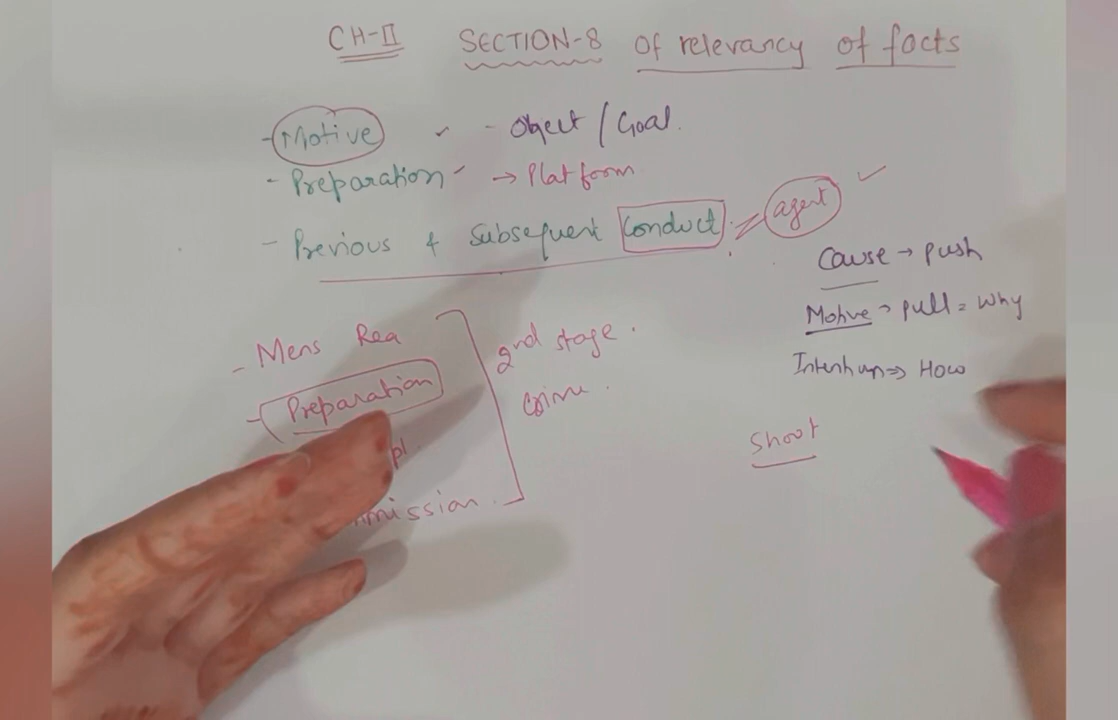 CH-II SECTION-8 Of relevancy of facts
- Motive ✓ - Object / Goal.
- Preparation → Platform
- Previous & Subsequent Conduct. = agent ✓
Cause → push
Motive → pull = Why
Intention ⇒ How
- Mens Rea
- Preparation
2nd stage.
crime.
Shoot